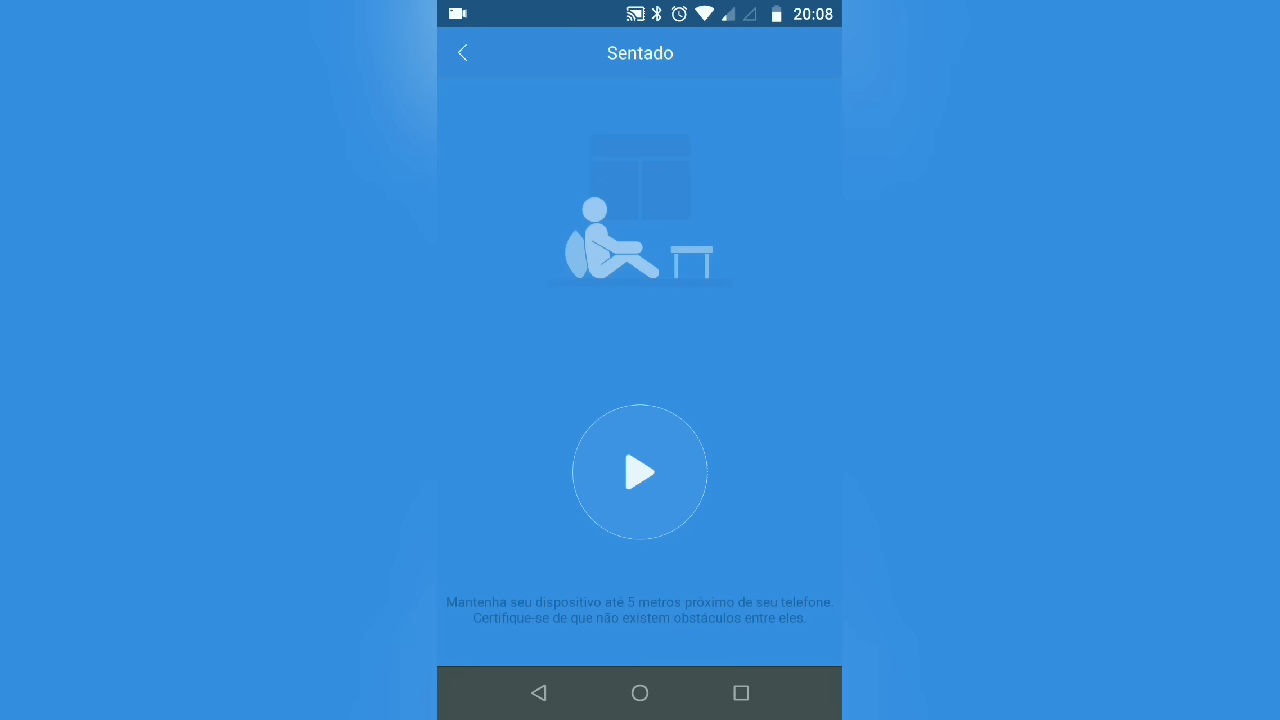 20:08
Sentado
Mantenha seu dispositivo até 5 metros próximo de seu telefone.
Certifique-se de que não existem obstáculos entre eles.